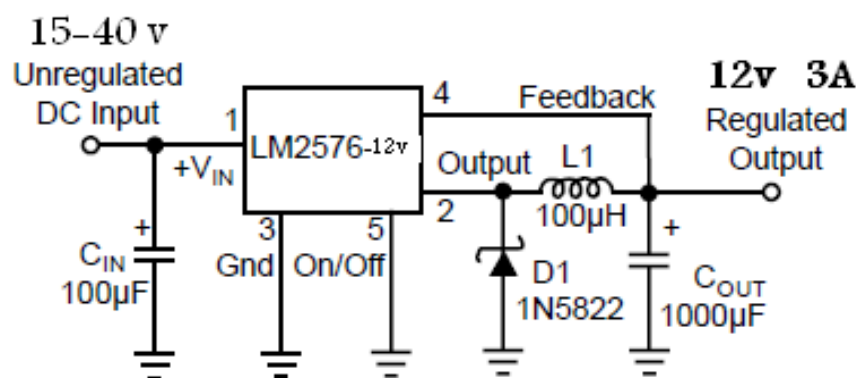 15-40 v
Unregulated
DC Input
1
+VIN
LM2576-12v
4
Feedback
12v 3A
Regulated
Output
Output
L1
2
100μH
3
5
Gnd
On/Off
+
CIN
100μF
D1
1N5822
+
COUT
1000μF